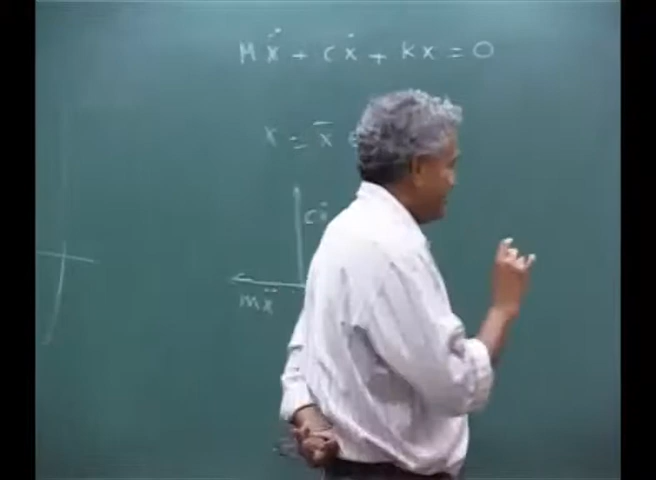 Mẍ + cẋ + kx = 0
x = x̄
cẋ
mẍ